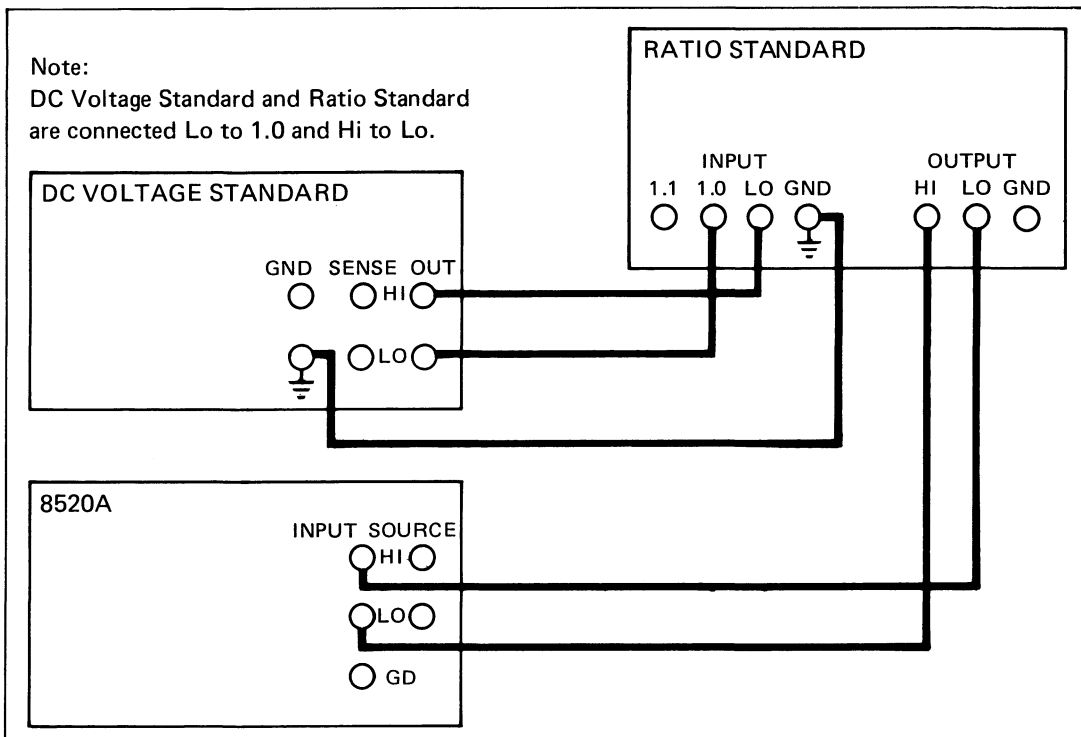 Note:
DC Voltage Standard and Ratio Standard
are connected Lo to 1.0 and Hi to Lo.
RATIO STANDARD
INPUT OUTPUT
1.1 1.0 LO GND HI LO GND
DC VOLTAGE STANDARD
GND SENSE OUT
HI
LO
8520A
INPUT SOURCE
HI
LO
GD